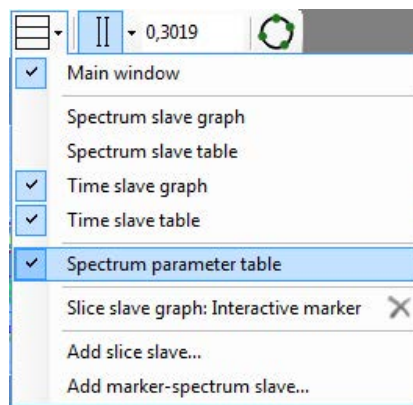 0,3019
Main window
Spectrum slave graph
Spectrum slave table
Time slave graph
Time slave table
Spectrum parameter table
Slice slave graph: Interactive marker
Add slice slave...
Add marker-spectrum slave...